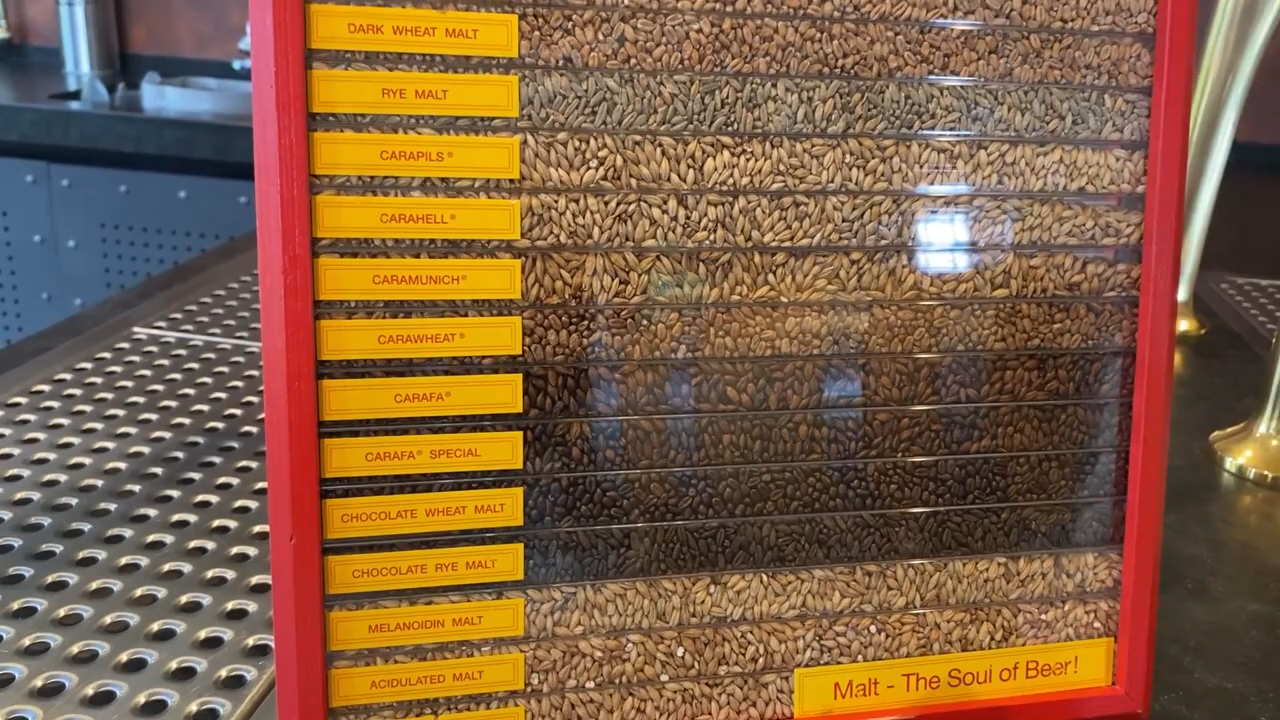 DARK WHEAT MALT
RYE MALT
CARAPILS®
CARAHELL®
CARAMUNICH®
CARAWHEAT®
CARAFA®
CARAFA® SPECIAL
CHOCOLATE WHEAT MALT
CHOCOLATE RYE MALT
MELANOIDIN MALT
ACIDULATED MALT
Malt - The Soul of Beer!